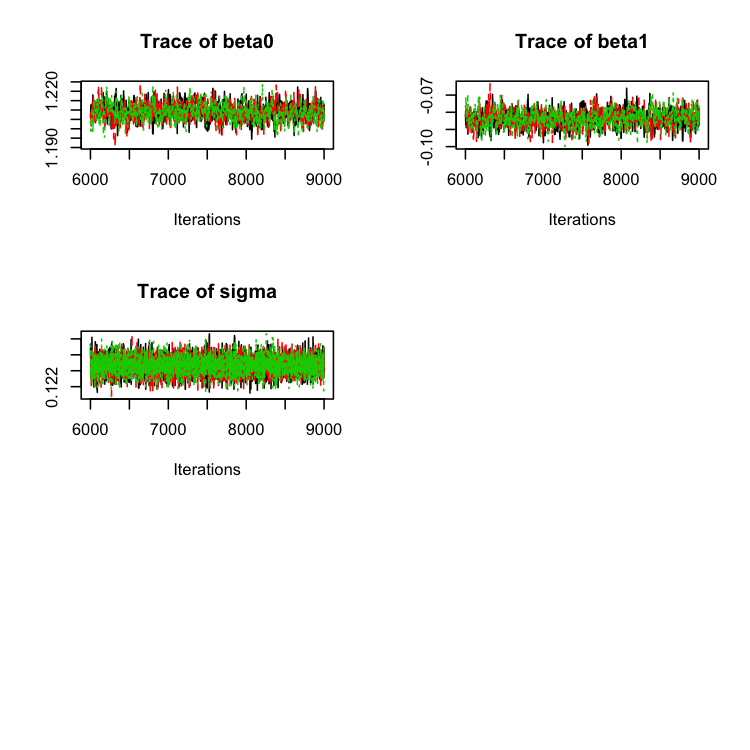 Trace of beta0
1.220
1.190
6000 7000 8000 9000
Iterations
Trace of beta1
-0.07
-0.10
6000 7000 8000 9000
Iterations
Trace of sigma
0.122
6000 7000 8000 9000
Iterations